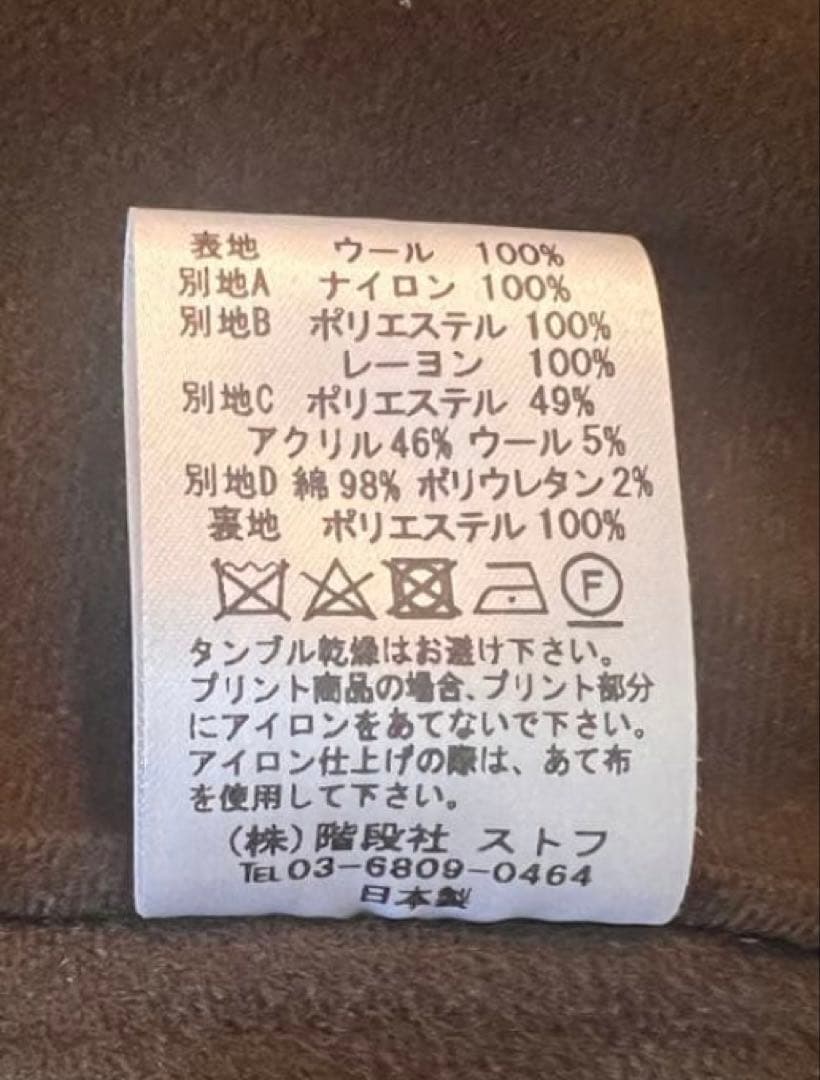 表地 ウール 100%
別地A ナイロン 100%
別地B ポリエステル 100%
レーヨン 100%
別地C ポリエステル 49%
アクリル 46% ウール 5%
別地D 綿 98% ポリウレタン 2%
裏地 ポリエステル 100%
F
タンブル乾燥はお避け下さい。
プリント商品の場合、プリント部分
にアイロンをあてないで下さい。
アイロン仕上げの際は、あて布
を使用して下さい。
(株)階段社 ストフ
TEL 03-6809-0464
日本製